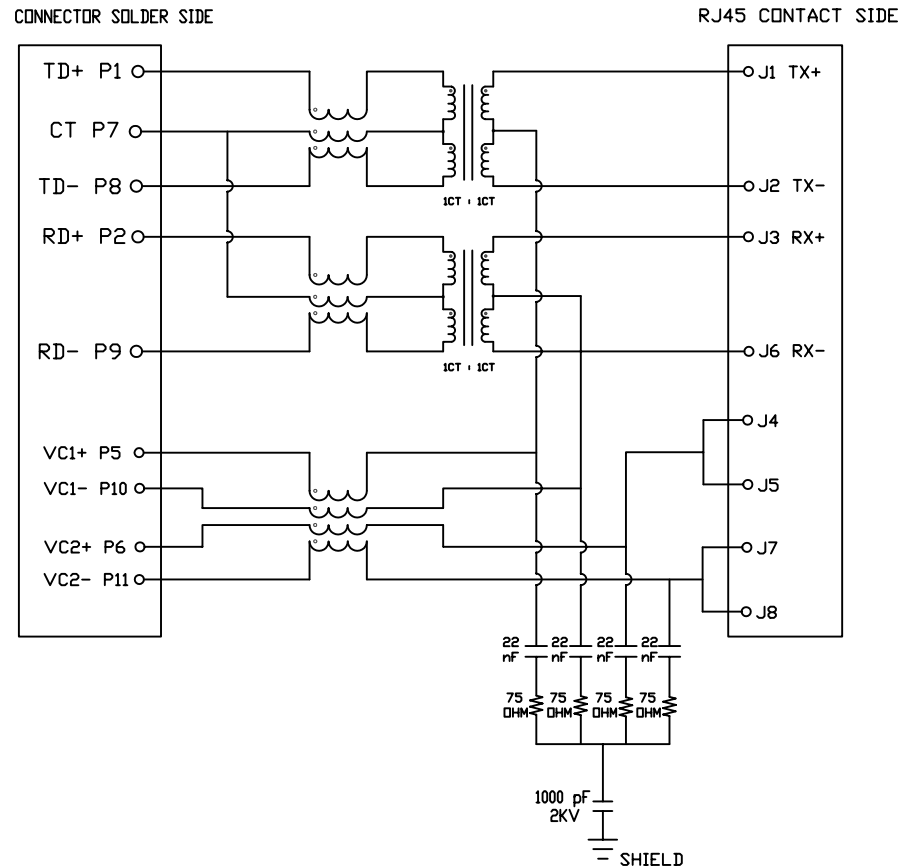 CONNECTOR SOLDER SIDE
RJ45 CONTACT SIDE
TD+ P1
J1 TX+
CT P7
TD- P8
J2 TX-
1CT : 1CT
RD+ P2
J3 RX+
RD- P9
J6 RX-
1CT : 1CT
J4
VC1+ P5
VC1- P10
J5
VC2+ P6
J7
VC2- P11
J8
22 22 22 22
nF nF nF nF
75 75 75 75
OHM OHM OHM OHM
1000 pF
2KV
SHIELD